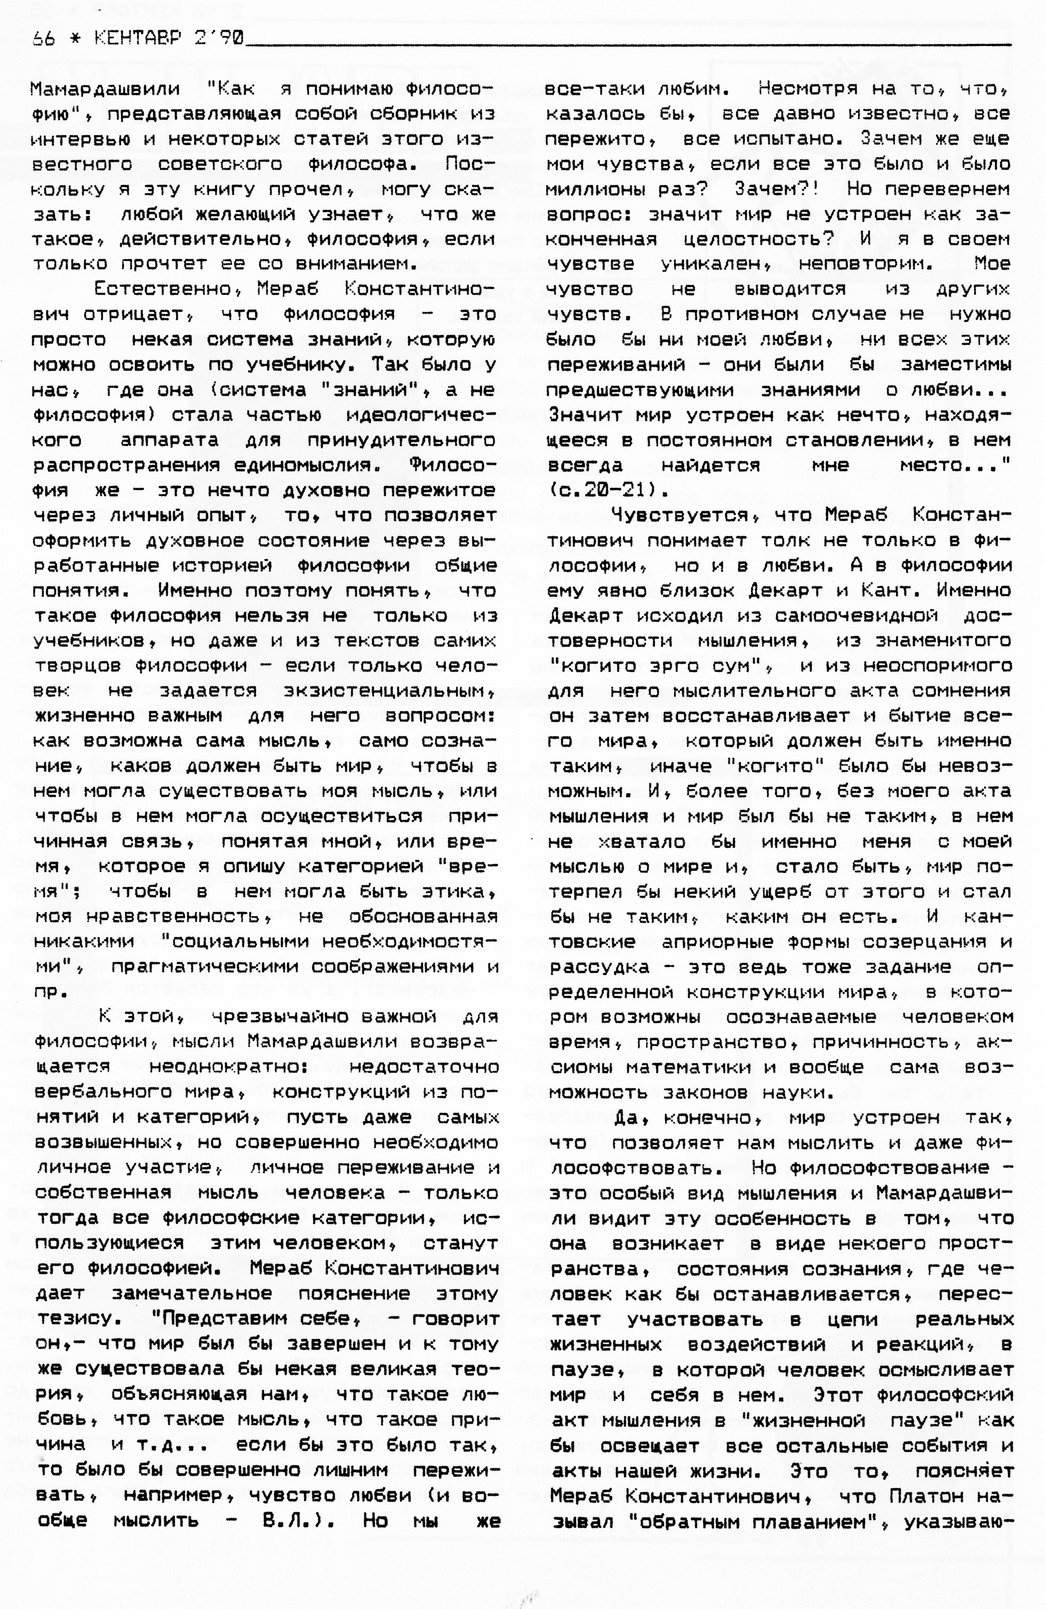 66 * КЕНТАВР 2'90
Мамардашвили "Как я понимаю филосо-
фию", представляющая собой сборник из
интервью и некоторых статей этого из-
вестного советского философа. Пос-
кольку я эту книгу прочел, могу ска-
зать: любой желающий узнает, что же
такое, действительно, философия, если
только прочтет ее со вниманием.
Естественно, Мераб Константино-
вич отрицает, что философия - это
просто некая система знаний, которую
можно освоить по учебнику. Так было у
нас, где она (система "знаний", а не
философия) стала частью идеологичес-
кого аппарата для принудительного
распространения единомыслия. Филосо-
фия же - это нечто духовно пережитое
через личный опыт, то, что позволяет
оформить духовное состояние через вы-
работанные историей философии общие
понятия. Именно поэтому понять, что
такое философия нельзя не только из
учебников, но даже и из текстов самих
творцов философии - если только чело-
век не задается экзистенциальным,
жизненно важным для него вопросом:
как возможна сама мысль, само созна-
ние, каков должен быть мир, чтобы в
нем могла существовать моя мысль, или
чтобы в нем могла осуществиться при-
чинная связь, понятая мной, или вре-
мя, которое я опишу категорией "вре-
мя"; чтобы в нем могла быть этика,
моя нравственность, не обоснованная
никакими "социальными необходимостя-
ми", прагматическими соображениями и
пр.
К этой, чрезвычайно важной для
философии, мысли Мамардашвили возвра-
щается неоднократно: недостаточно
вербального мира, конструкций из по-
нятий и категорий, пусть даже самых
возвышенных, но совершенно необходимо
личное участие, личное переживание и
собственная мысль человека - только
тогда все философские категории, ис-
пользующиеся этим человеком, станут
его философией. Мераб Константинович
дает замечательное пояснение этому
тезису. "Представим себе, - говорит
он,- что мир был бы завершен и к тому
же существовала бы некая великая тео-
рия, объясняющая нам, что такое лю-
бовь, что такое мысль, что такое при-
чина и т.д... если бы это было так,
то было бы совершенно лишним пережи-
вать, например, чувство любви (и во-
обще мыслить - В.Л.). Но мы же
все-таки любим. Несмотря на то, что,
казалось бы, все давно известно, все
пережито, все испытано. Зачем же еще
мои чувства, если все это было и было
миллионы раз? Зачем?! Но перевернем
вопрос: значит мир не устроен как за-
конченная целостность? И я в своем
чувстве уникален, неповторим. Мое
чувство не выводится из других
чувств. В противном случае не нужно
было бы ни моей любви, ни всех этих
переживаний - они были бы заместимы
предшествующими знаниями о любви...
Значит мир устроен как нечто, находя-
щееся в постоянном становлении, в нем
всегда найдется мне место..."
(с.20-21).
Чувствуется, что Мераб Констан-
тинович понимает толк не только в фи-
лософии, но и в любви. А в философии
ему явно близок Декарт и Кант. Именно
Декарт исходил из самоочевидной дос-
товерности мышления, из знаменитого
"когито эрго сум", и из неоспоримого
для него мыслительного акта сомнения
он затем восстанавливает и бытие все-
го мира, который должен быть именно
таким, иначе "когито" было бы невоз-
можным. И, более того, без моего акта
мышления и мир был бы не таким, в нем
не хватало бы именно меня с моей
мыслью о мире и, стало быть, мир по-
терпел бы некий ущерб от этого и стал
бы не таким, каким он есть. И кан-
товские априорные формы созерцания и
рассудка - это ведь тоже задание оп-
ределенной конструкции мира, в кото-
ром возможны осознаваемые человеком
время, пространство, причинность, ак-
сиомы математики и вообще сама воз-
можность законов науки.
Да, конечно, мир устроен так,
что позволяет нам мыслить и даже фи-
лософствовать. Но философствование -
это особый вид мышления и Мамардашви-
ли видит эту особенность в том, что
она возникает в виде некоего прост-
ранства, состояния сознания, где че-
ловек как бы останавливается, перес-
тает участвовать в цепи реальных
жизненных воздействий и реакций, в
паузе, в которой человек осмысливает
мир и себя в нем. Этот философский
акт мышления в "жизненной паузе" как
бы освещает все остальные события и
акты нашей жизни. Это то, поясняет
Мераб Константинович, что Платон на-
зывал "обратным плаванием", указываю-